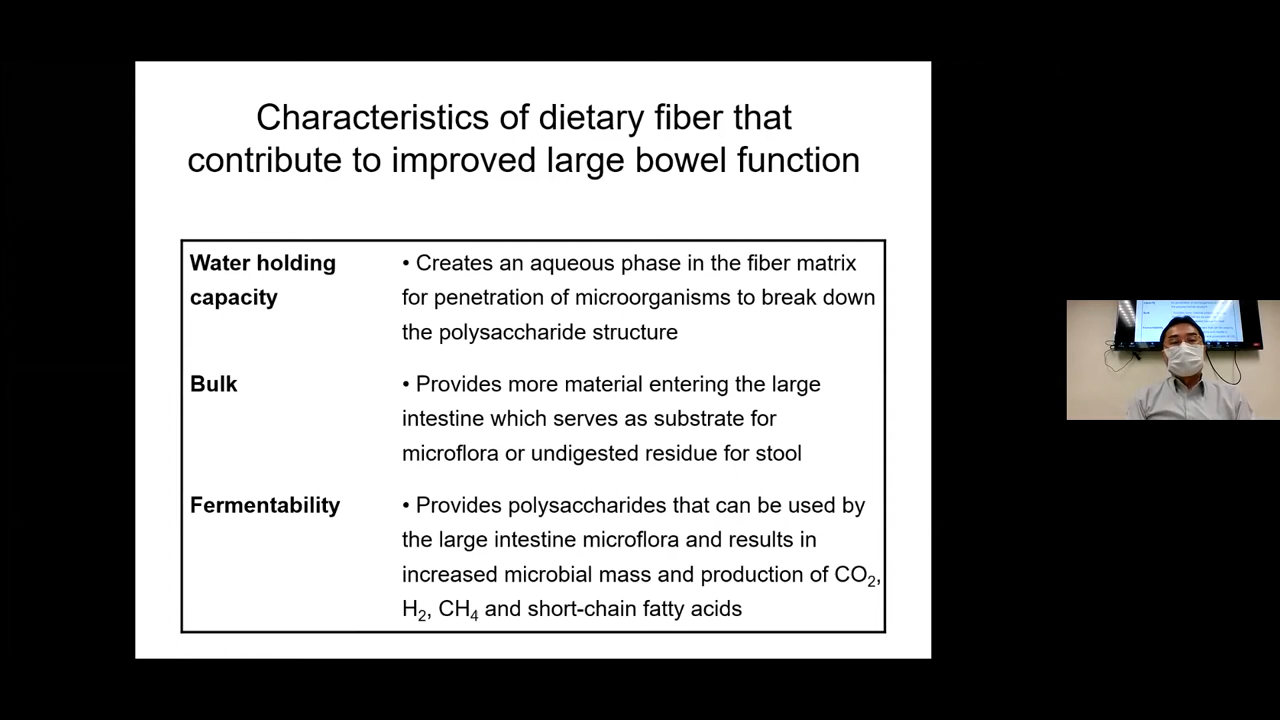 Characteristics of dietary fiber that
contribute to improved large bowel function
Water holding
capacity
• Creates an aqueous phase in the fiber matrix
for penetration of microorganisms to break down
the polysaccharide structure
Bulk
• Provides more material entering the large
intestine which serves as substrate for
microflora or undigested residue for stool
Fermentability
• Provides polysaccharides that can be used by
the large intestine microflora and results in
increased microbial mass and production of CO₂,
H₂, CH₄ and short-chain fatty acids